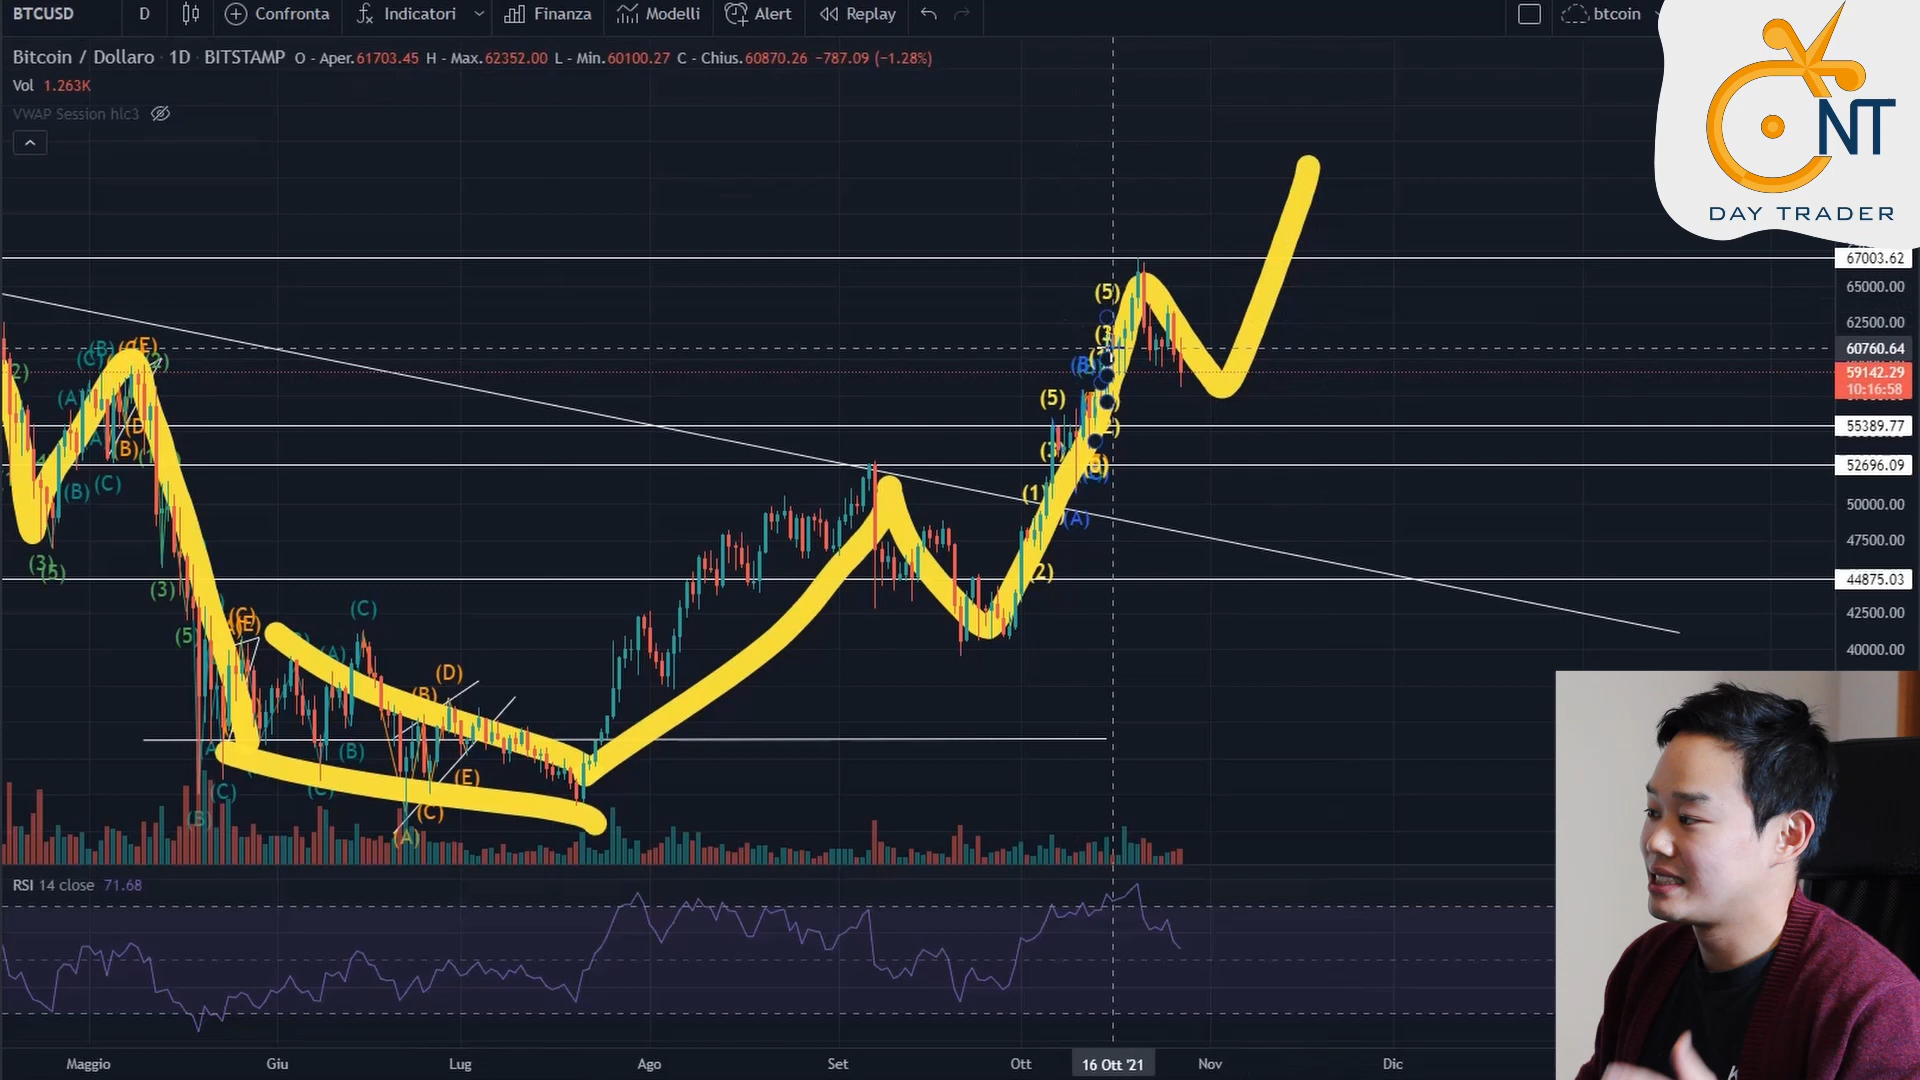 BTCUSD D Confronta Indicatori Finanza Modelli Alert Replay btcoin
Bitcoin / Dollaro · 1D · BITSTAMP O - Aper.61703.45 H - Max.62352.00 L - Min.60100.27 C - Chius.60870.26 −787.09 (−1.28%)
Vol 1.263K
VWAP Session hlc3
NT
DAY TRADER
67003.62
65000.00
62500.00
60760.64
59142.29
10:16:58
55389.77
52696.09
50000.00
47500.00
44875.03
42500.00
40000.00
(5)
(B) (E)
(C)
(A)
(5)
(B)
(B) (C)
(1)
(A)
(3)
(2)
(C)
(C)
(A)
(D)
(B)
(B)
(E)
(C)
(C)
(B)
(A)
RSI 14 close 71.68
Maggio Giu Lug Ago Set Ott 16 Ott '21 Nov Dic